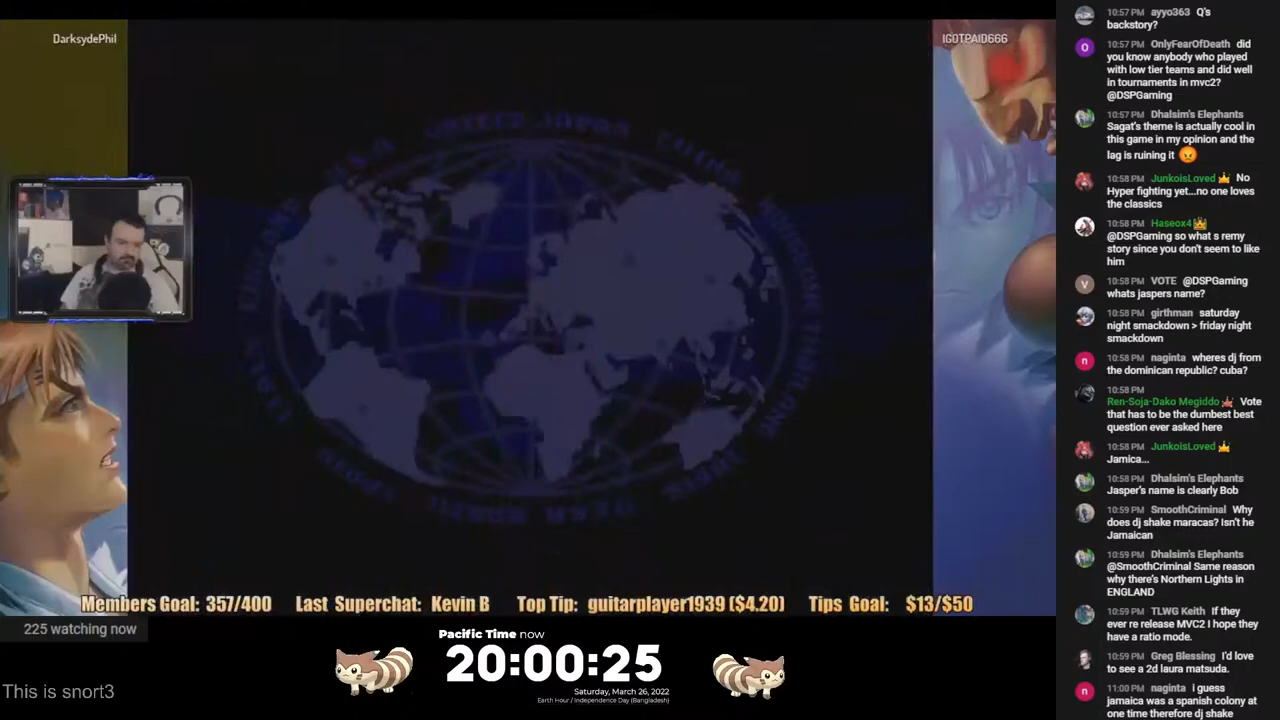 DarksydePhil
IGOTPAID666
Members Goal: 357/400 Last Superchat: Kevin B Top Tip: guitarplayer1939 ($4.20) Tips Goal: $13/$50
225 watching now
Pacific Time now
20:00:25
Saturday, March 26, 2022
Earth Hour / Independence Day (Bangladesh)
This is snort3
10:57 PM ayyo363 Q's
backstory?
10:57 PM OnlyFearOfDeath did
you know anybody who played
with low tier teams and did well
in tournaments in mvc2?
@DSPGaming
10:57 PM Dhalsim's Elephants
Sagat's theme is actually cool in
this game in my opinion and the
lag is ruining it 😡
10:58 PM JunkoisLoved No
Hyper fighting yet...no one loves
the classics
10:58 PM Haseox4
@DSPGaming so what s remy
story since you don't seem to like
him
10:58 PM VOTE @DSPGaming
whats jaspers name?
10:58 PM girthman saturday
night smackdown > friday night
smackdown
10:58 PM naginta wheres dj from
the dominican republic? cuba?
10:58 PM
Ren-Soja-Dako Megiddo Vote
that has to be the dumbest best
question ever asked here
10:58 PM JunkoisLoved
Jamica...
10:58 PM Dhalsim's Elephants
Jasper's name is clearly Bob
10:59 PM SmoothCriminal Why
does dj shake maracas? Isn't he
Jamaican
10:59 PM Dhalsim's Elephants
@SmoothCriminal Same reason
why there's Northern Lights in
ENGLAND
10:59 PM TLWG Keith If they
ever re release MVC2 I hope they
have a ratio mode.
10:59 PM Greg Blessing I'd love
to see a 2d laura matsuda.
11:00 PM naginta i guess
jamaica was a spanish colony at
one time therefore dj shake